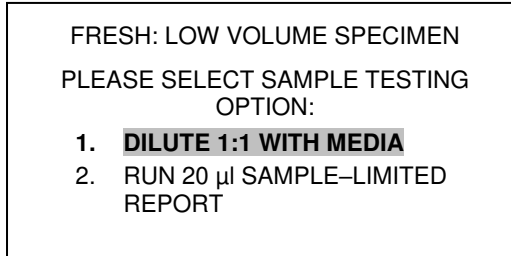 FRESH: LOW VOLUME SPECIMEN
PLEASE SELECT SAMPLE TESTING
OPTION:
1. DILUTE 1:1 WITH MEDIA
2. RUN 20 µl SAMPLE–LIMITED
REPORT